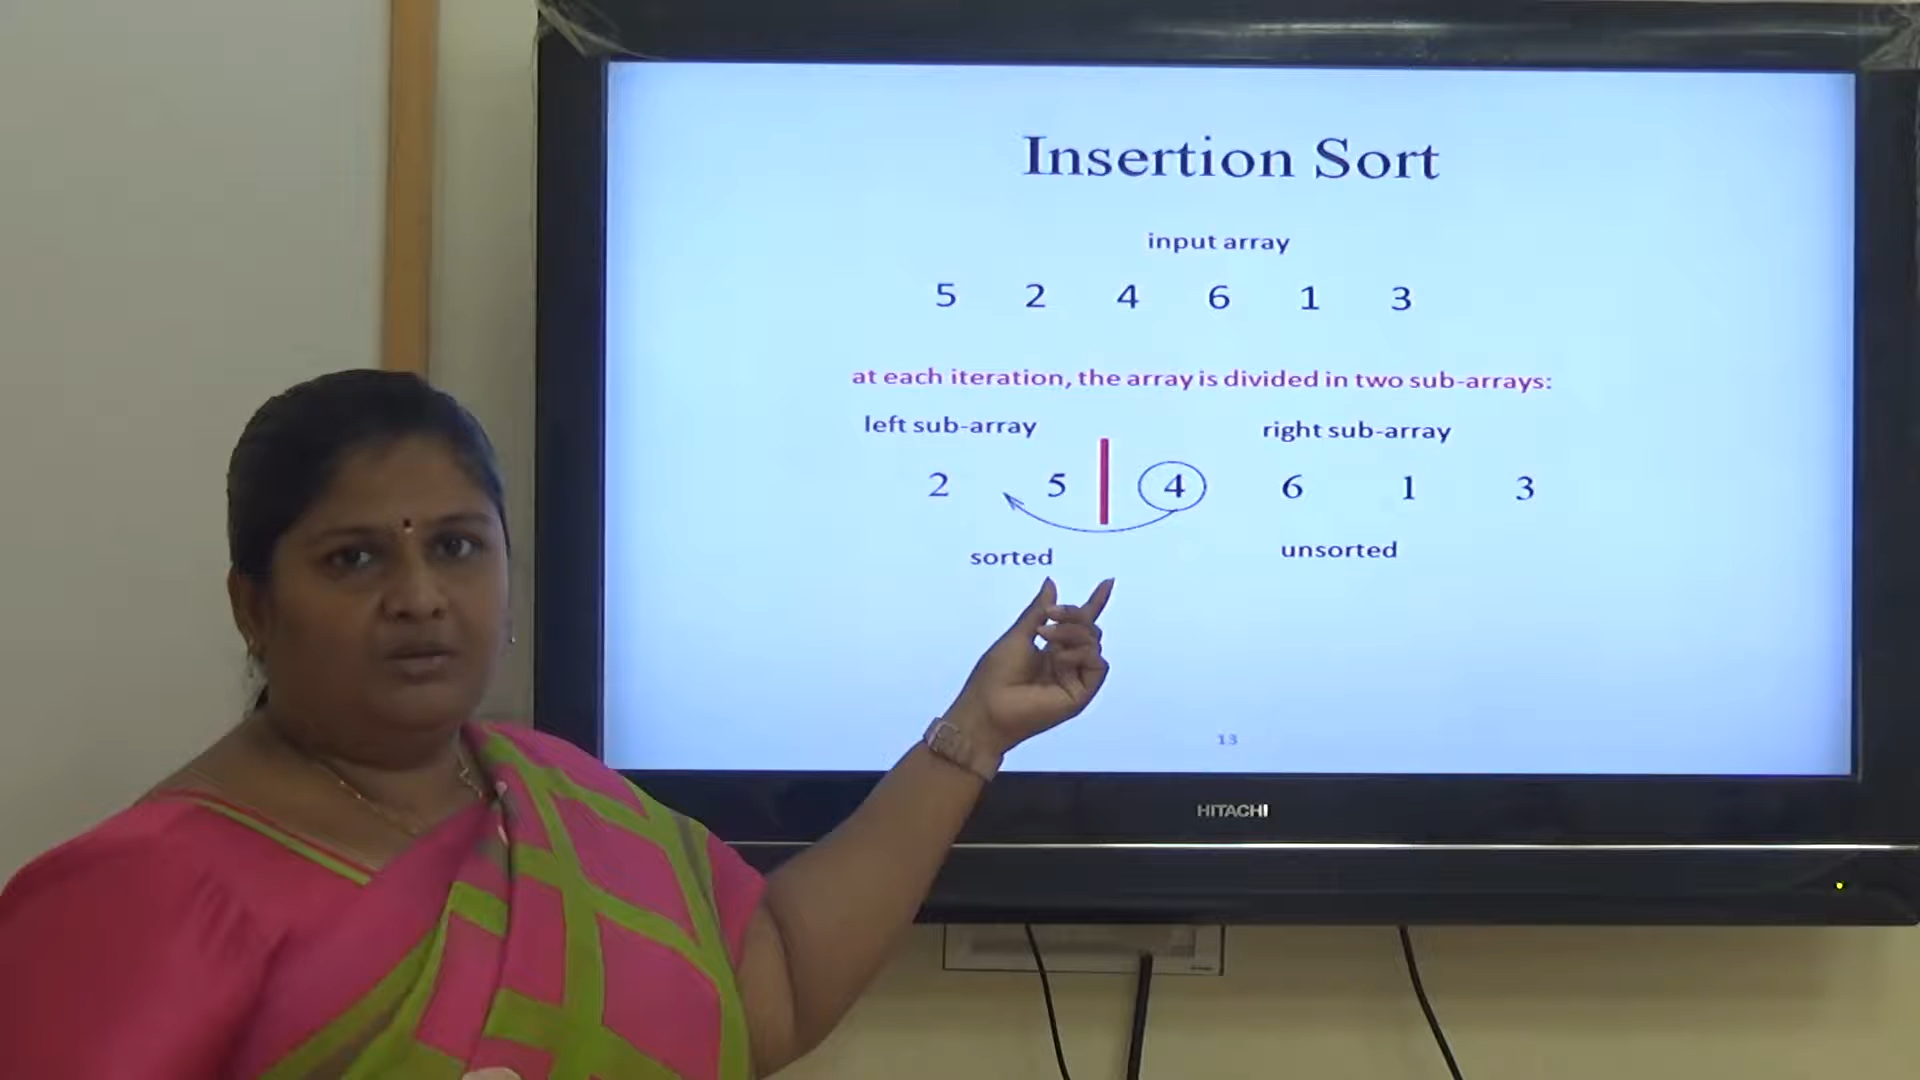 Insertion Sort
input array
5 2 4 6 1 3
at each iteration, the array is divided in two sub-arrays:
left sub-array right sub-array
2 5 4 6 1 3
sorted unsorted
13
HITACHI